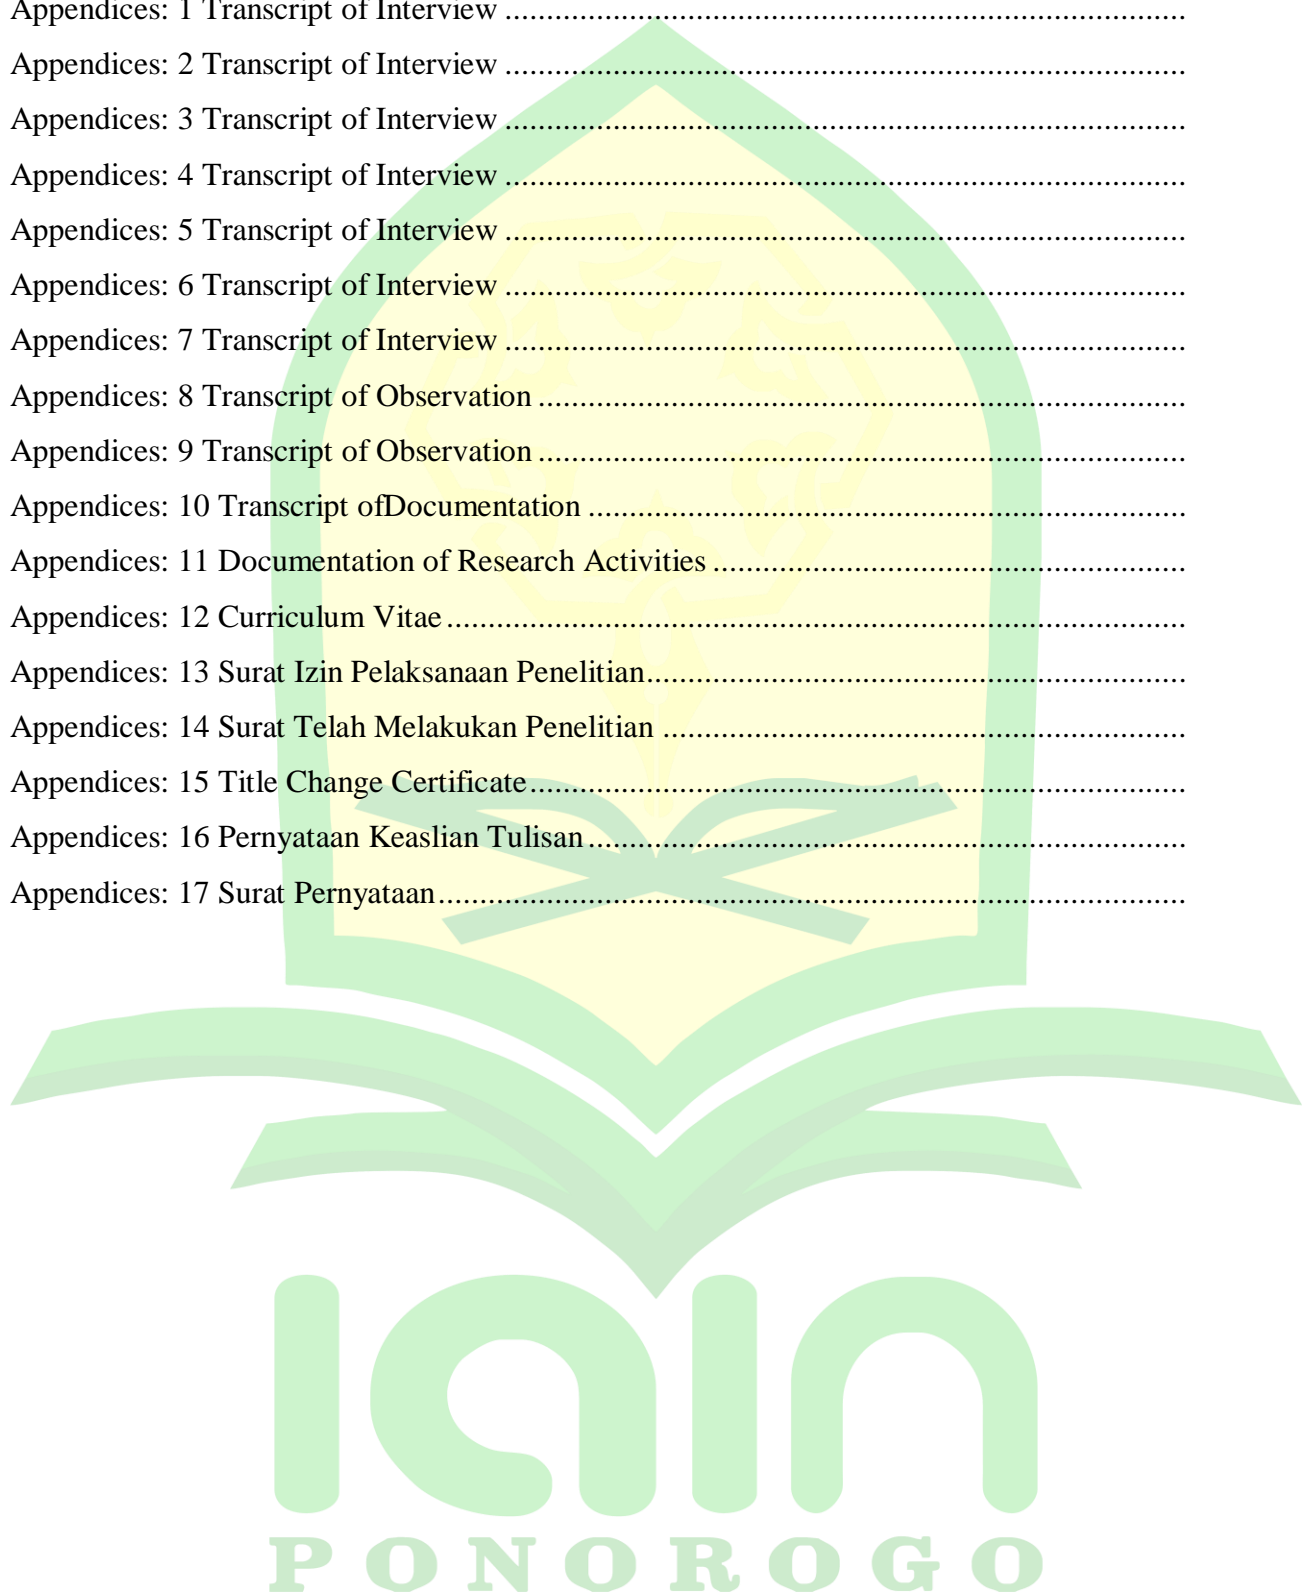 Appendices: 1 Transcript of Interview ....................................................................................
Appendices: 2 Transcript of Interview ....................................................................................
Appendices: 3 Transcript of Interview ....................................................................................
Appendices: 4 Transcript of Interview ....................................................................................
Appendices: 5 Transcript of Interview ....................................................................................
Appendices: 6 Transcript of Interview ....................................................................................
Appendices: 7 Transcript of Interview ....................................................................................
Appendices: 8 Transcript of Observation ................................................................................
Appendices: 9 Transcript of Observation ................................................................................
Appendices: 10 Transcript ofDocumentation ..........................................................................
Appendices: 11 Documentation of Research Activities ...........................................................
Appendices: 12 Curriculum Vitae ............................................................................................
Appendices: 13 Surat Izin Pelaksanaan Penelitian...................................................................
Appendices: 14 Surat Telah Melakukan Penelitian .................................................................
Appendices: 15 Title Change Certificate..................................................................................
Appendices: 16 Pernyataan Keaslian Tulisan ..........................................................................
Appendices: 17 Surat Pernyataan.............................................................................................
iain
PONOROGO